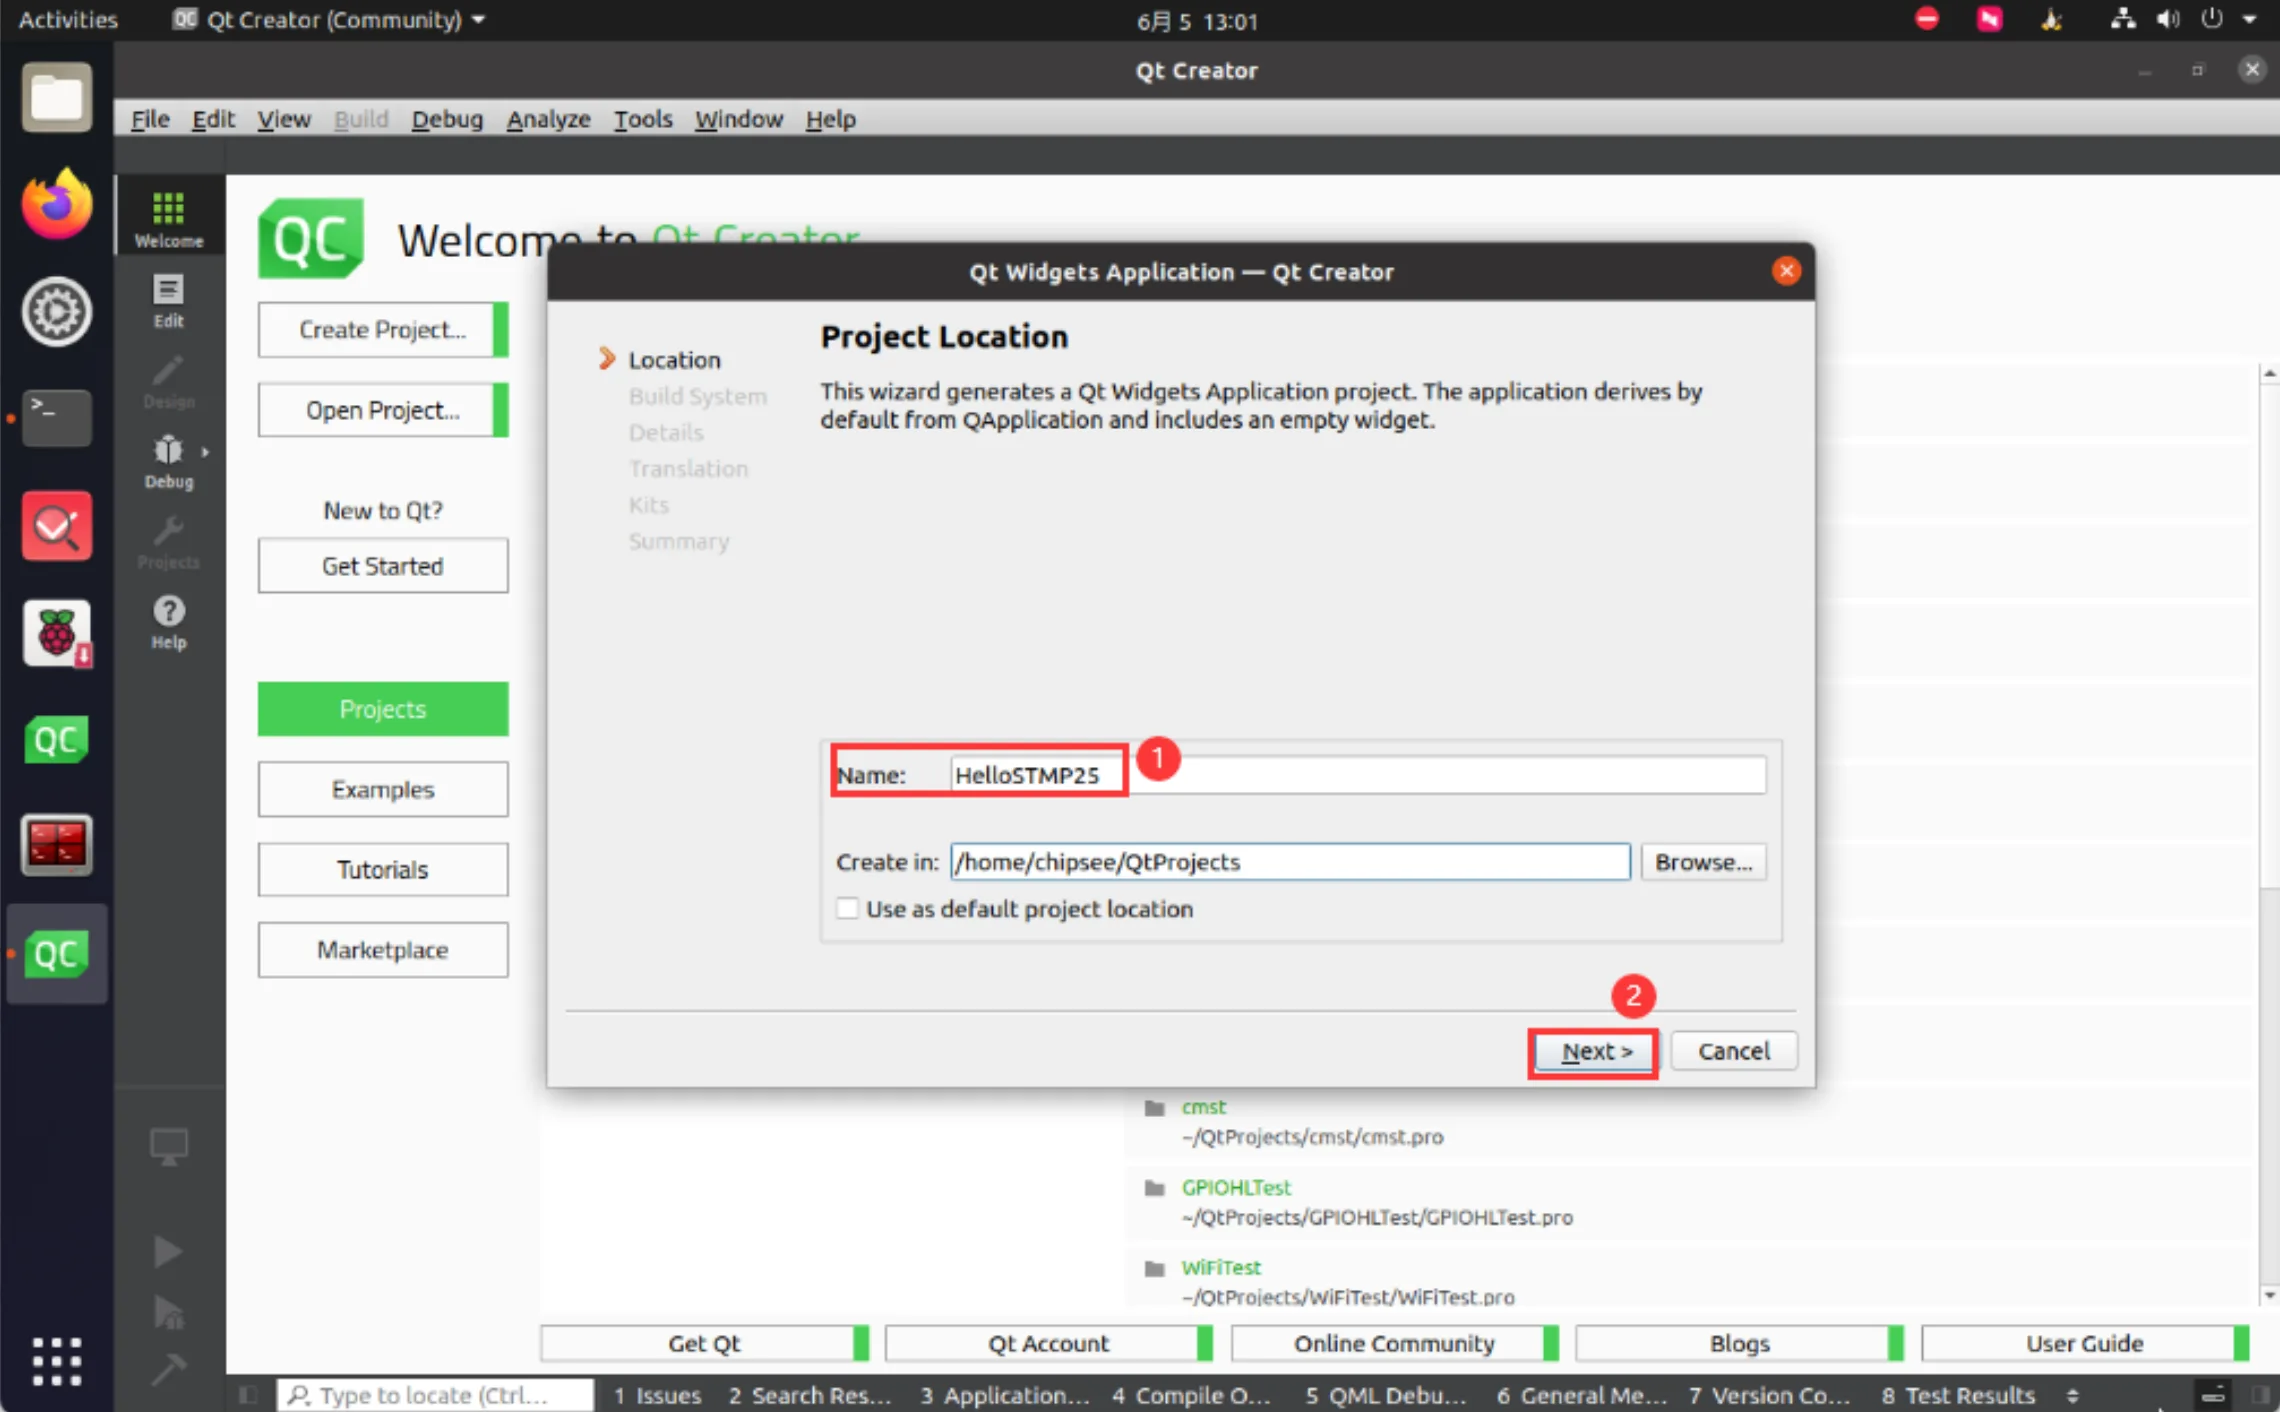 Activities
QC Qt Creator (Community)
6月 5 13:01
Qt Creator
File Edit View Build Debug Analyze Tools Window Help
Welcome
Edit
Design
Debug
Projects
Help
QC
Create Project...
Open Project...
New to Qt?
Get Started
Projects
Examples
Tutorials
Marketplace
Qt Widgets Application — Qt Creator
Location
Build System
Details
Translation
Kits
Summary
Project Location
This wizard generates a Qt Widgets Application project. The application derives by
default from QApplication and includes an empty widget.
Name: HelloSTMP25
1
Create in: /home/chipsee/QtProjects Browse...
Use as default project location
2
Next > Cancel
cmst
~/QtProjects/cmst/cmst.pro
GPIOHLTest
~/QtProjects/GPIOHLTest/GPIOHLTest.pro
WiFiTest
~/QtProjects/WiFiTest/WiFiTest.pro
Get Qt
Qt Account
Online Community
Blogs
User Guide
Type to locate (Ctrl...
1 Issues 2 Search Res... 3 Application... 4 Compile O... 5 QML Debu... 6 General Me... 7 Version Co... 8 Test Results
QC
QC